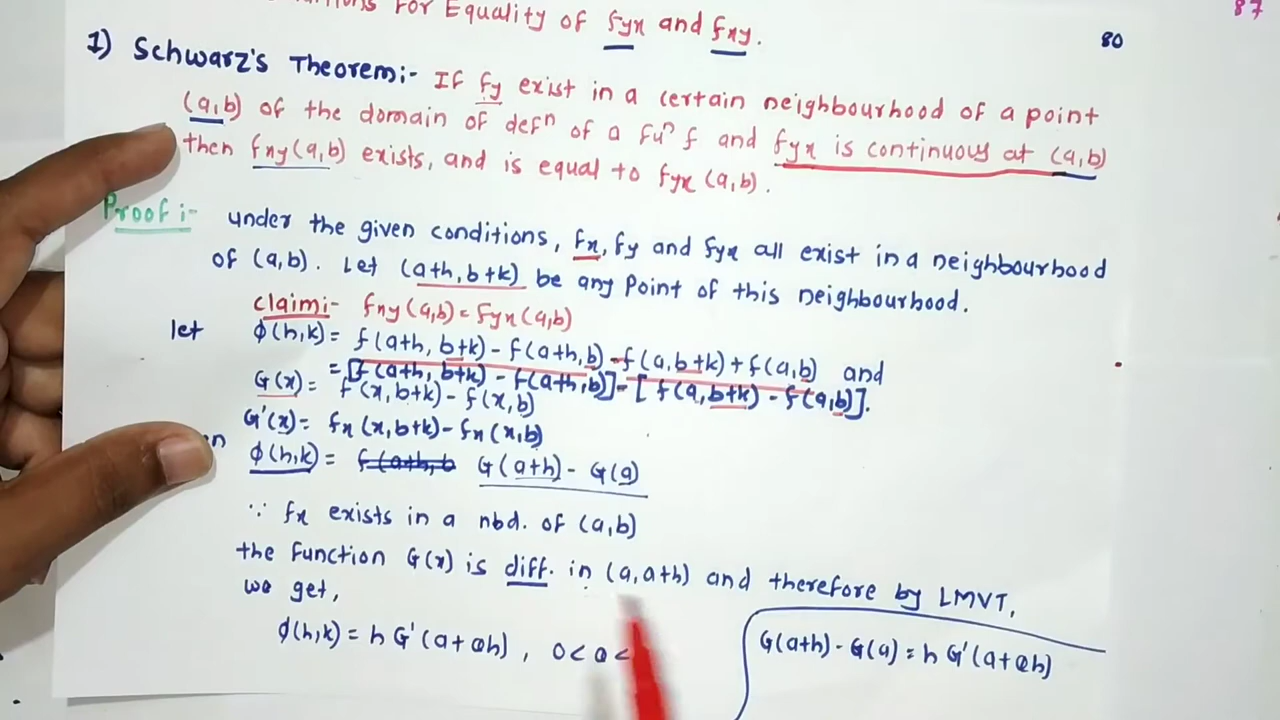 For Equality of fyx and fxy.
87
80
1) Schwarz's Theorem:- If fy exist in a certain neighbourhood of a point
(a,b) of the domain of defⁿ of a fuⁿ f and fyx is continuous at (a,b)
then fxy(a,b) exists, and is equal to fyx(a,b).
Proof :- under the given conditions, fx, fy and fyx all exist in a neighbourhood
of (a,b). Let (a+h, b+k) be any point of this neighbourhood.
claim:- fxy(a,b) = fyx(a,b)
let φ(h,k) = f(a+h, b+k) - f(a+h,b) - f(a,b+k) + f(a,b) and
= [f(a+h, b+k) - f(a+h,b)] - [f(a,b+k) - f(a,b)].
G(x) = f(x,b+k) - f(x,b)
G'(x) = fx(x,b+k) - fx(x,b)
φ(h,k) = G(a+h) - G(a)
∵ fx exists in a nbd. of (a,b)
the function G(x) is diff. in (a,a+h) and therefore by LMVT,
we get,
φ(h,k) = h G'(a+θh), 0<θ<
G(a+h) - G(a) = h G'(a+θh)